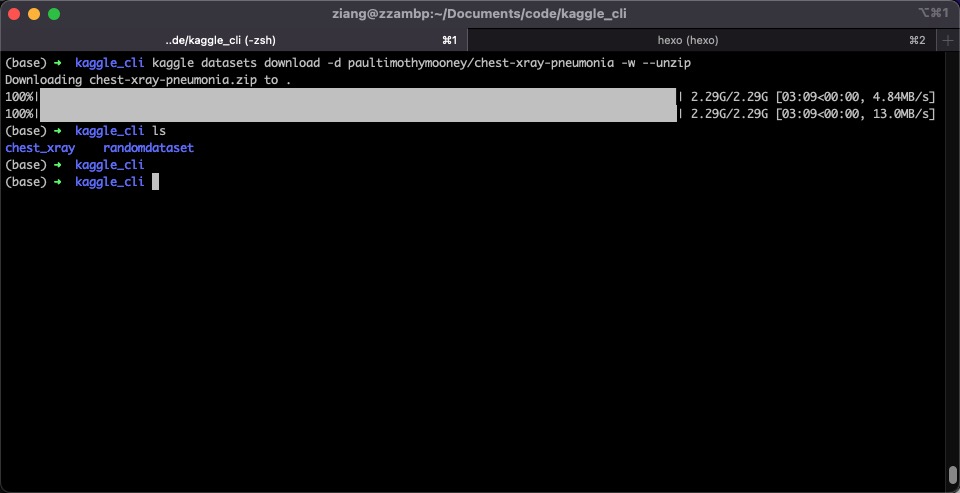 ziang@zzambp:~/Documents/code/kaggle_cli
⌥⌘1
..de/kaggle_cli (-zsh) ⌘1 hexo (hexo) ⌘2 +
(base) ➜ kaggle_cli kaggle datasets download -d paultimothymooney/chest-xray-pneumonia -w --unzip
Downloading chest-xray-pneumonia.zip to .
100%| | 2.29G/2.29G [03:09<00:00, 4.84MB/s]
100%| | 2.29G/2.29G [03:09<00:00, 13.0MB/s]
(base) ➜ kaggle_cli ls
chest_xray randomdataset
(base) ➜ kaggle_cli
(base) ➜ kaggle_cli